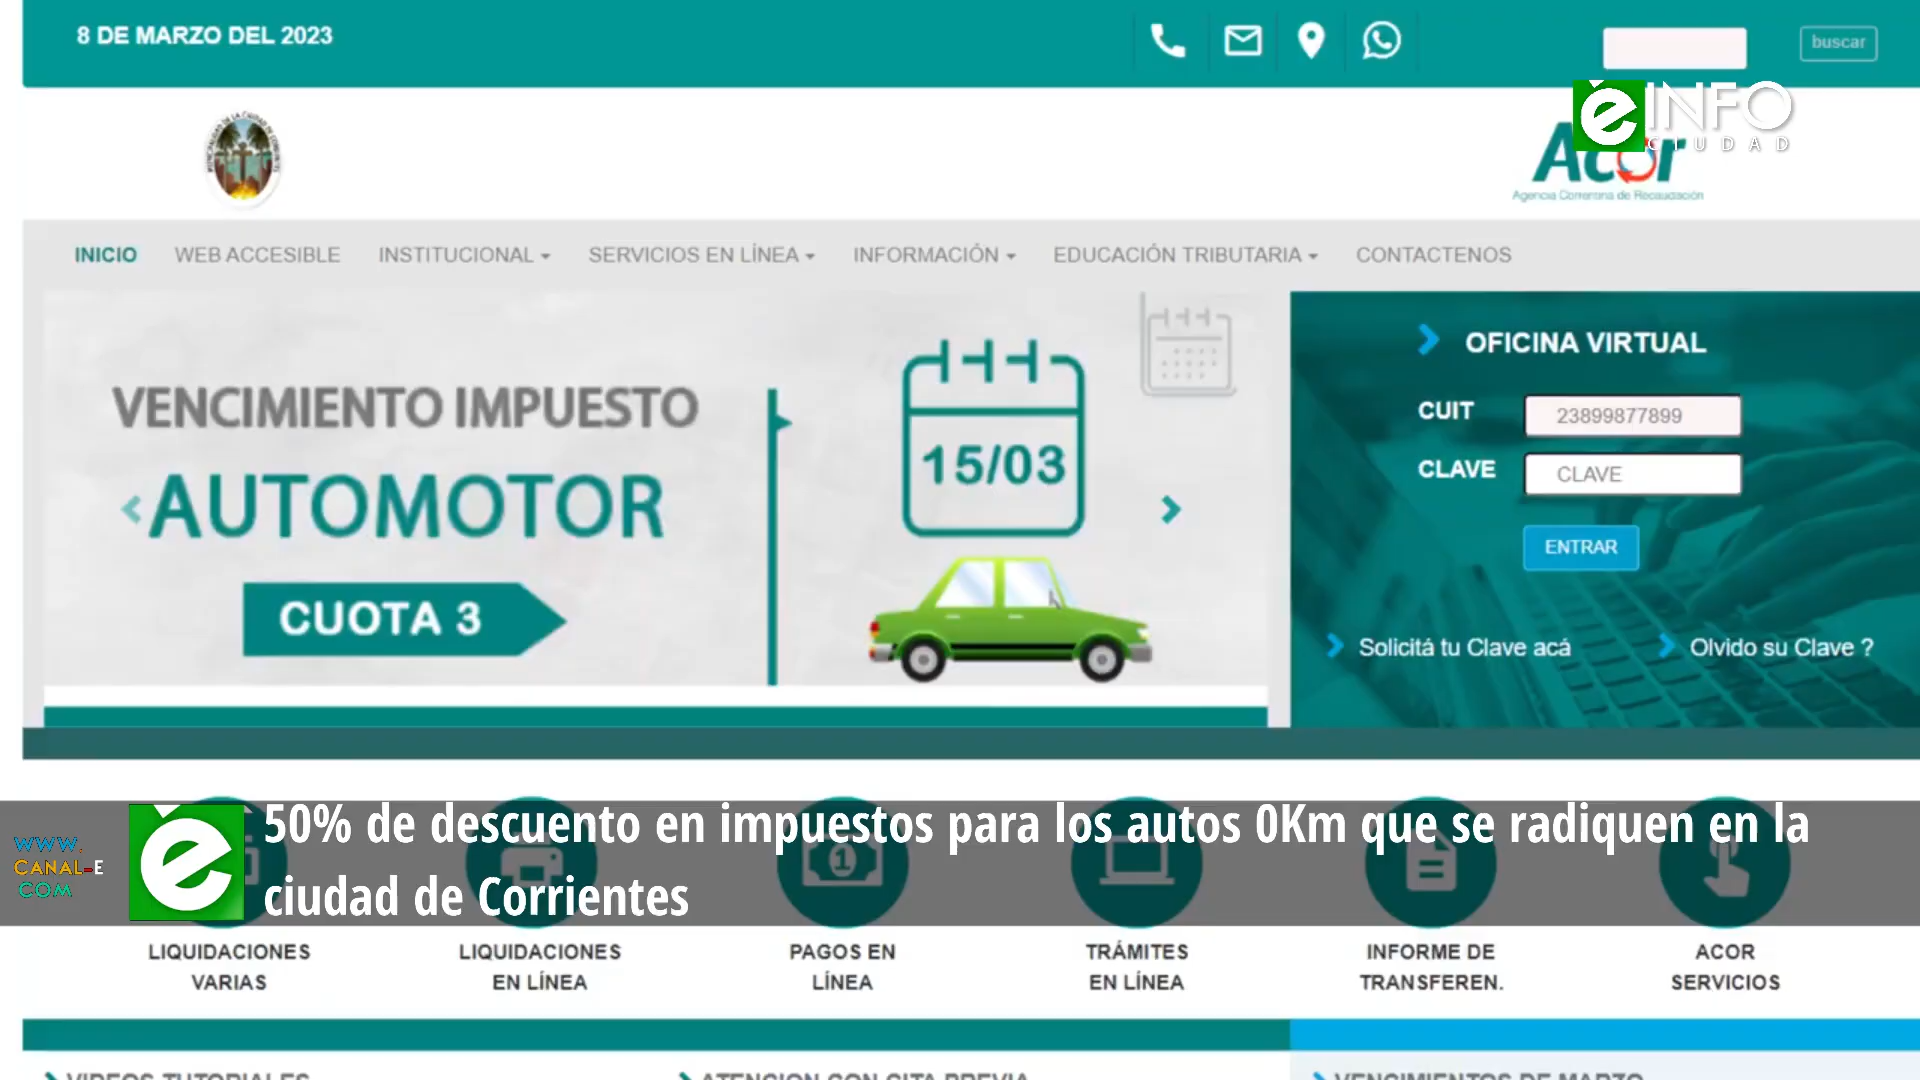 8 DE MARZO DEL 2023
buscar
è INFO
CIUDAD
Acor
Agencia Correntina de Recaudación
INICIO WEB ACCESIBLE INSTITUCIONAL SERVICIOS EN LÍNEA INFORMACIÓN EDUCACIÓN TRIBUTARIA CONTACTENOS
VENCIMIENTO IMPUESTO
AUTOMOTOR
CUOTA 3
15/03
OFICINA VIRTUAL
CUIT 23899877899
CLAVE CLAVE
ENTRAR
Solicitá tu Clave acá Olvido su Clave ?
WWW.
CANAL-E
COM
è
50% de descuento en impuestos para los autos 0Km que se radiquen en la
ciudad de Corrientes
LIQUIDACIONES
VARIAS
LIQUIDACIONES
EN LÍNEA
PAGOS EN
LÍNEA
TRÁMITES
EN LÍNEA
INFORME DE
TRANSFEREN.
ACOR
SERVICIOS
VIDEOS TUTORIALES ATENCION CON CITA PREVIA VENCIMIENTOS DE MARZO